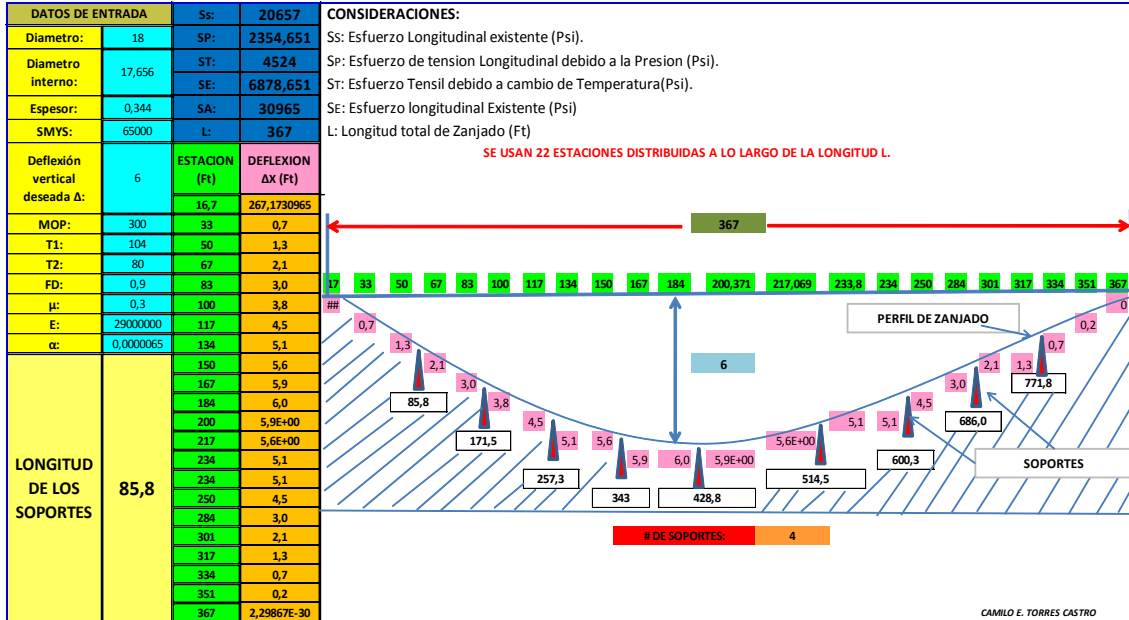 DATOS DE ENTRADA
Diametro: 18
Diametro interno: 17,656
Espesor: 0,344
SMYS: 65000
Deflexión vertical deseada Δ: 6
MOP: 300
T1: 104
T2: 80
FD: 0,9
μ: 0,3
E: 29000000
α: 0,0000065
LONGITUD DE LOS SOPORTES 85,8
Ss: 20657
SP: 2354,651
ST: 4524
SE: 6878,651
SA: 30965
L: 367
ESTACION (Ft) DEFLEXION ΔX (Ft)
16,7 267,1730965
33 0,7
50 1,3
67 2,1
83 3,0
100 3,8
117 4,5
134 5,1
150 5,6
167 5,9
184 6,0
200 5,9E+00
217 5,6E+00
234 5,1
234 5,1
250 4,5
284 3,0
301 2,1
317 1,3
334 0,7
351 0,2
367 2,29867E-30
CONSIDERACIONES:
Ss: Esfuerzo Longitudinal existente (Psi).
SP: Esfuerzo de tension Longitudinal debido a la Presion (Psi).
ST: Esfuerzo Tensil debido a cambio de Temperatura(Psi).
SE: Esfuerzo longitudinal Existente (Psi)
L: Longitud total de Zanjado (Ft)
SE USAN 22 ESTACIONES DISTRIBUIDAS A LO LARGO DE LA LONGITUD L.
367
17 33 50 67 83 100 117 134 150 167 184 200,371 217,069 233,8 234 250 284 301 317 334 351 367
## 0,7 1,3 2,1 3,0 3,8 4,5 5,1 5,6 5,9 6,0 5,9E+00 5,6E+00 5,1 5,1 4,5 3,0 2,1 1,3 0,7 0,2 0
PERFIL DE ZANJADO
6
85,8 171,5 257,3 343 428,8 514,5 600,3 686,0 771,8
SOPORTES
# DE SOPORTES: 4
CAMILO E. TORRES CASTRO